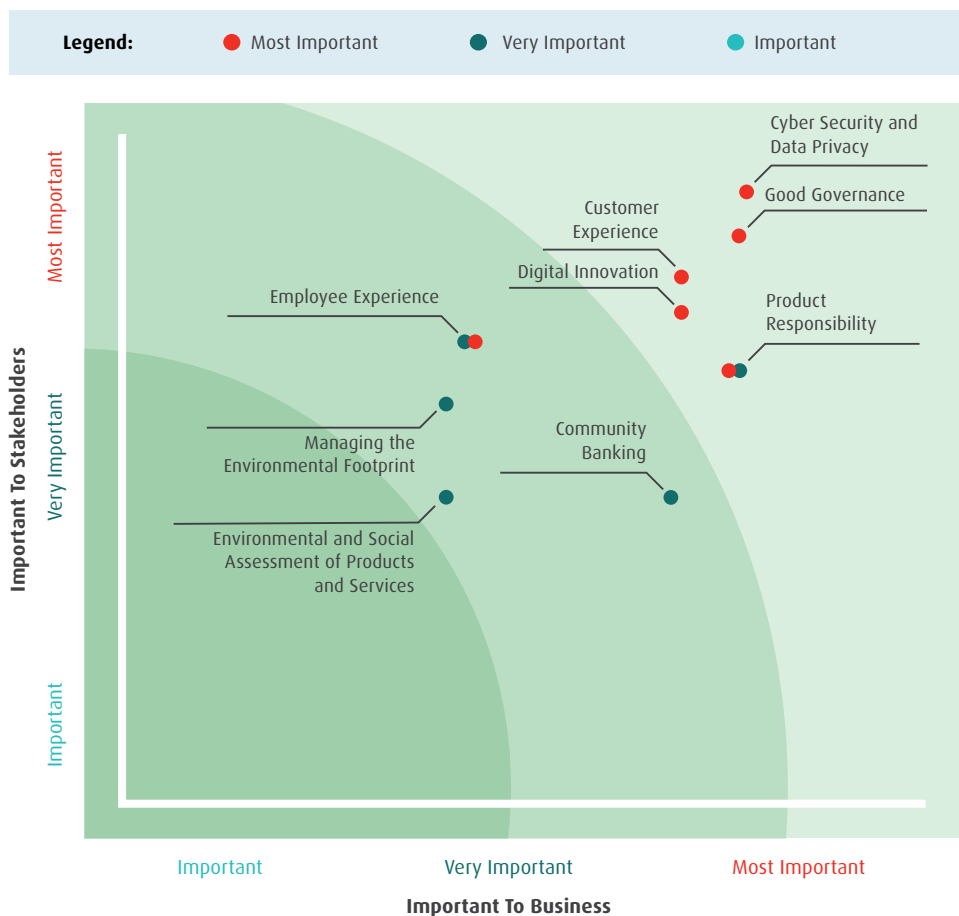 Legend:
Most Important
Very Important
Important
Cyber Security and
Data Privacy
Good Governance
Customer
Experience
Digital Innovation
Employee Experience
Product
Responsibility
Managing the
Environmental Footprint
Community
Banking
Environmental and Social
Assessment of Products
and Services
Most Important
Very Important
Important
Important To Stakeholders
Important
Very Important
Most Important
Important To Business